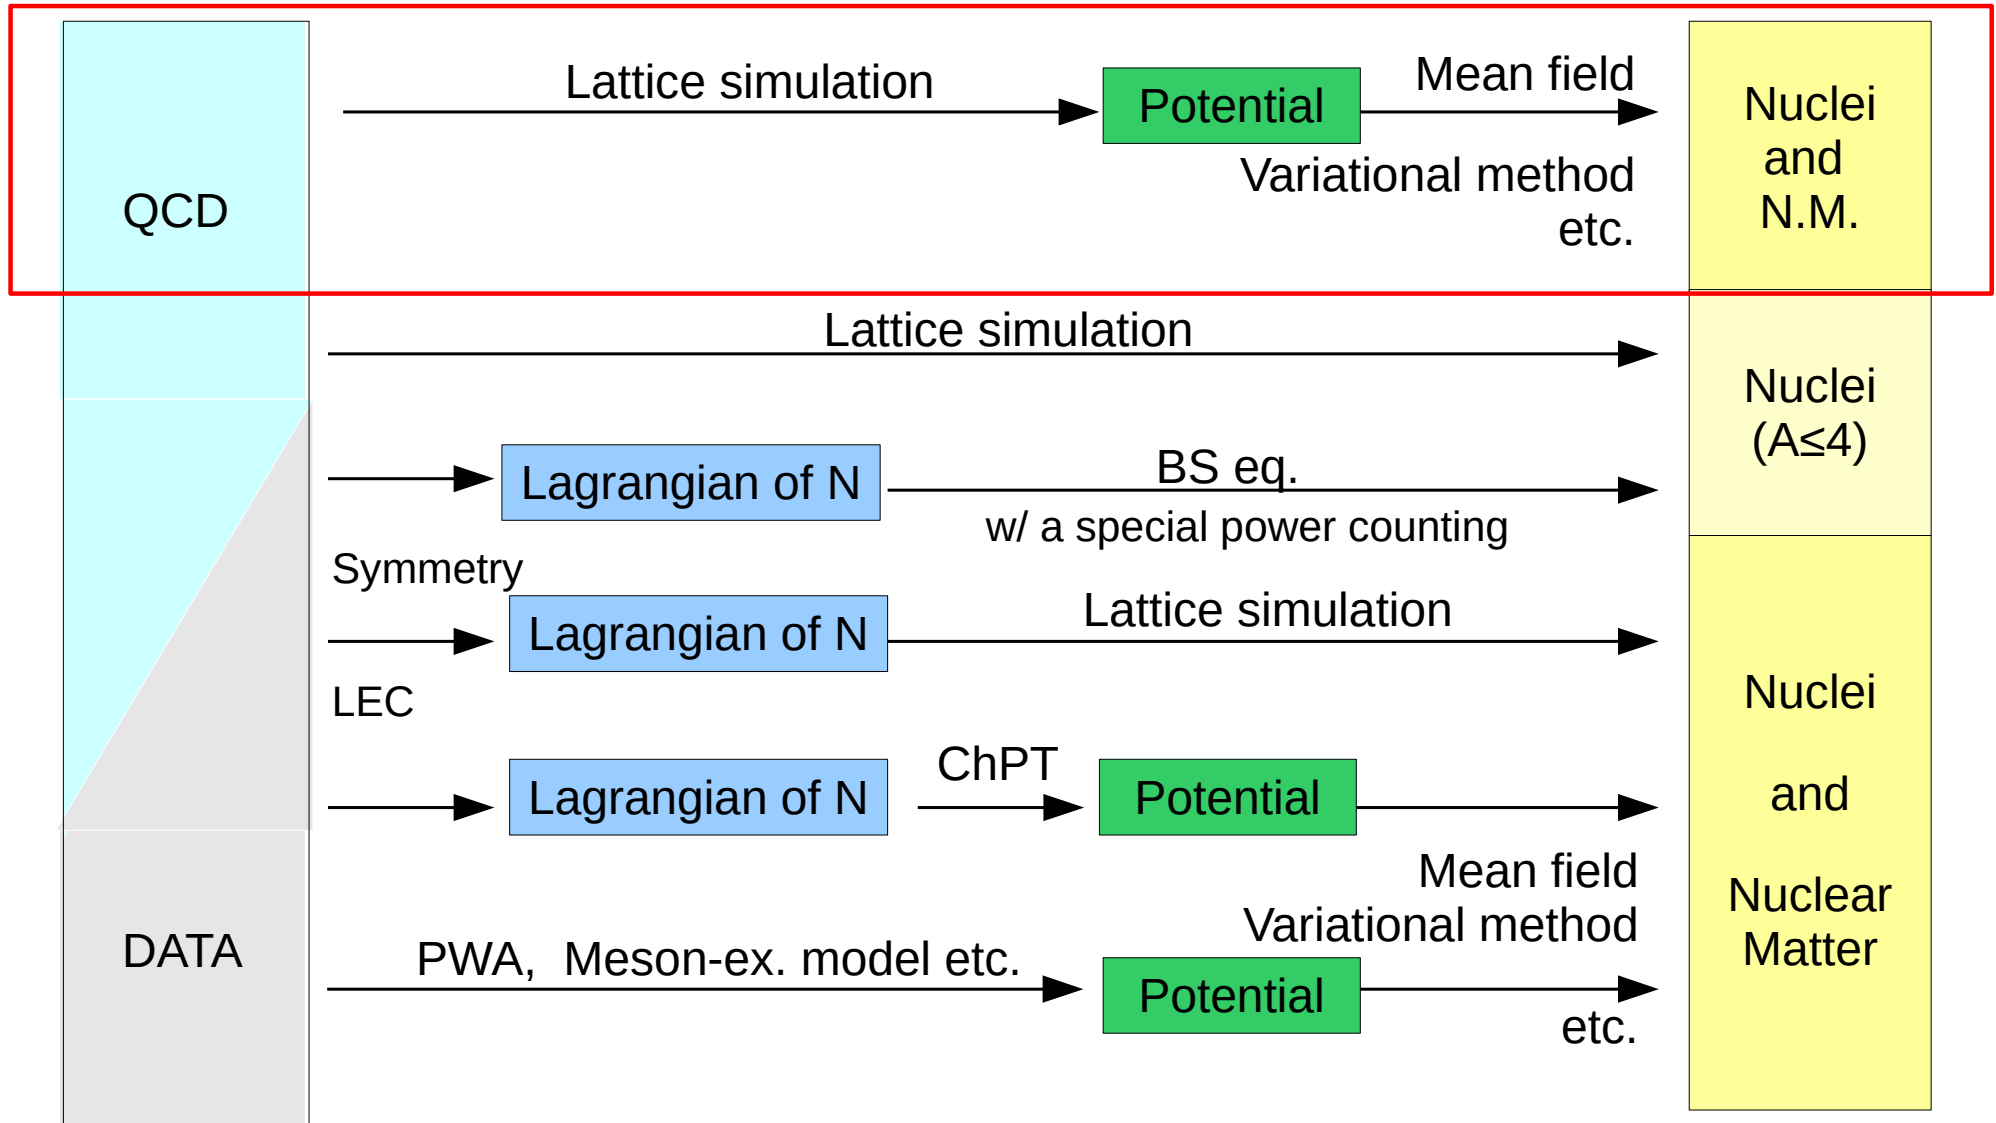 QCD
Lattice simulation
Potential
Mean field
Variational method
etc.
Nuclei
and
N.M.
Lattice simulation
Nuclei
(A≤4)
Lagrangian of N
BS eq.
w/ a special power counting
Symmetry
Lagrangian of N
Lattice simulation
LEC
Lagrangian of N
ChPT
Potential
Mean field
Variational method
etc.
Nuclei
and
Nuclear
Matter
DATA
PWA,  Meson-ex. model etc.
Potential